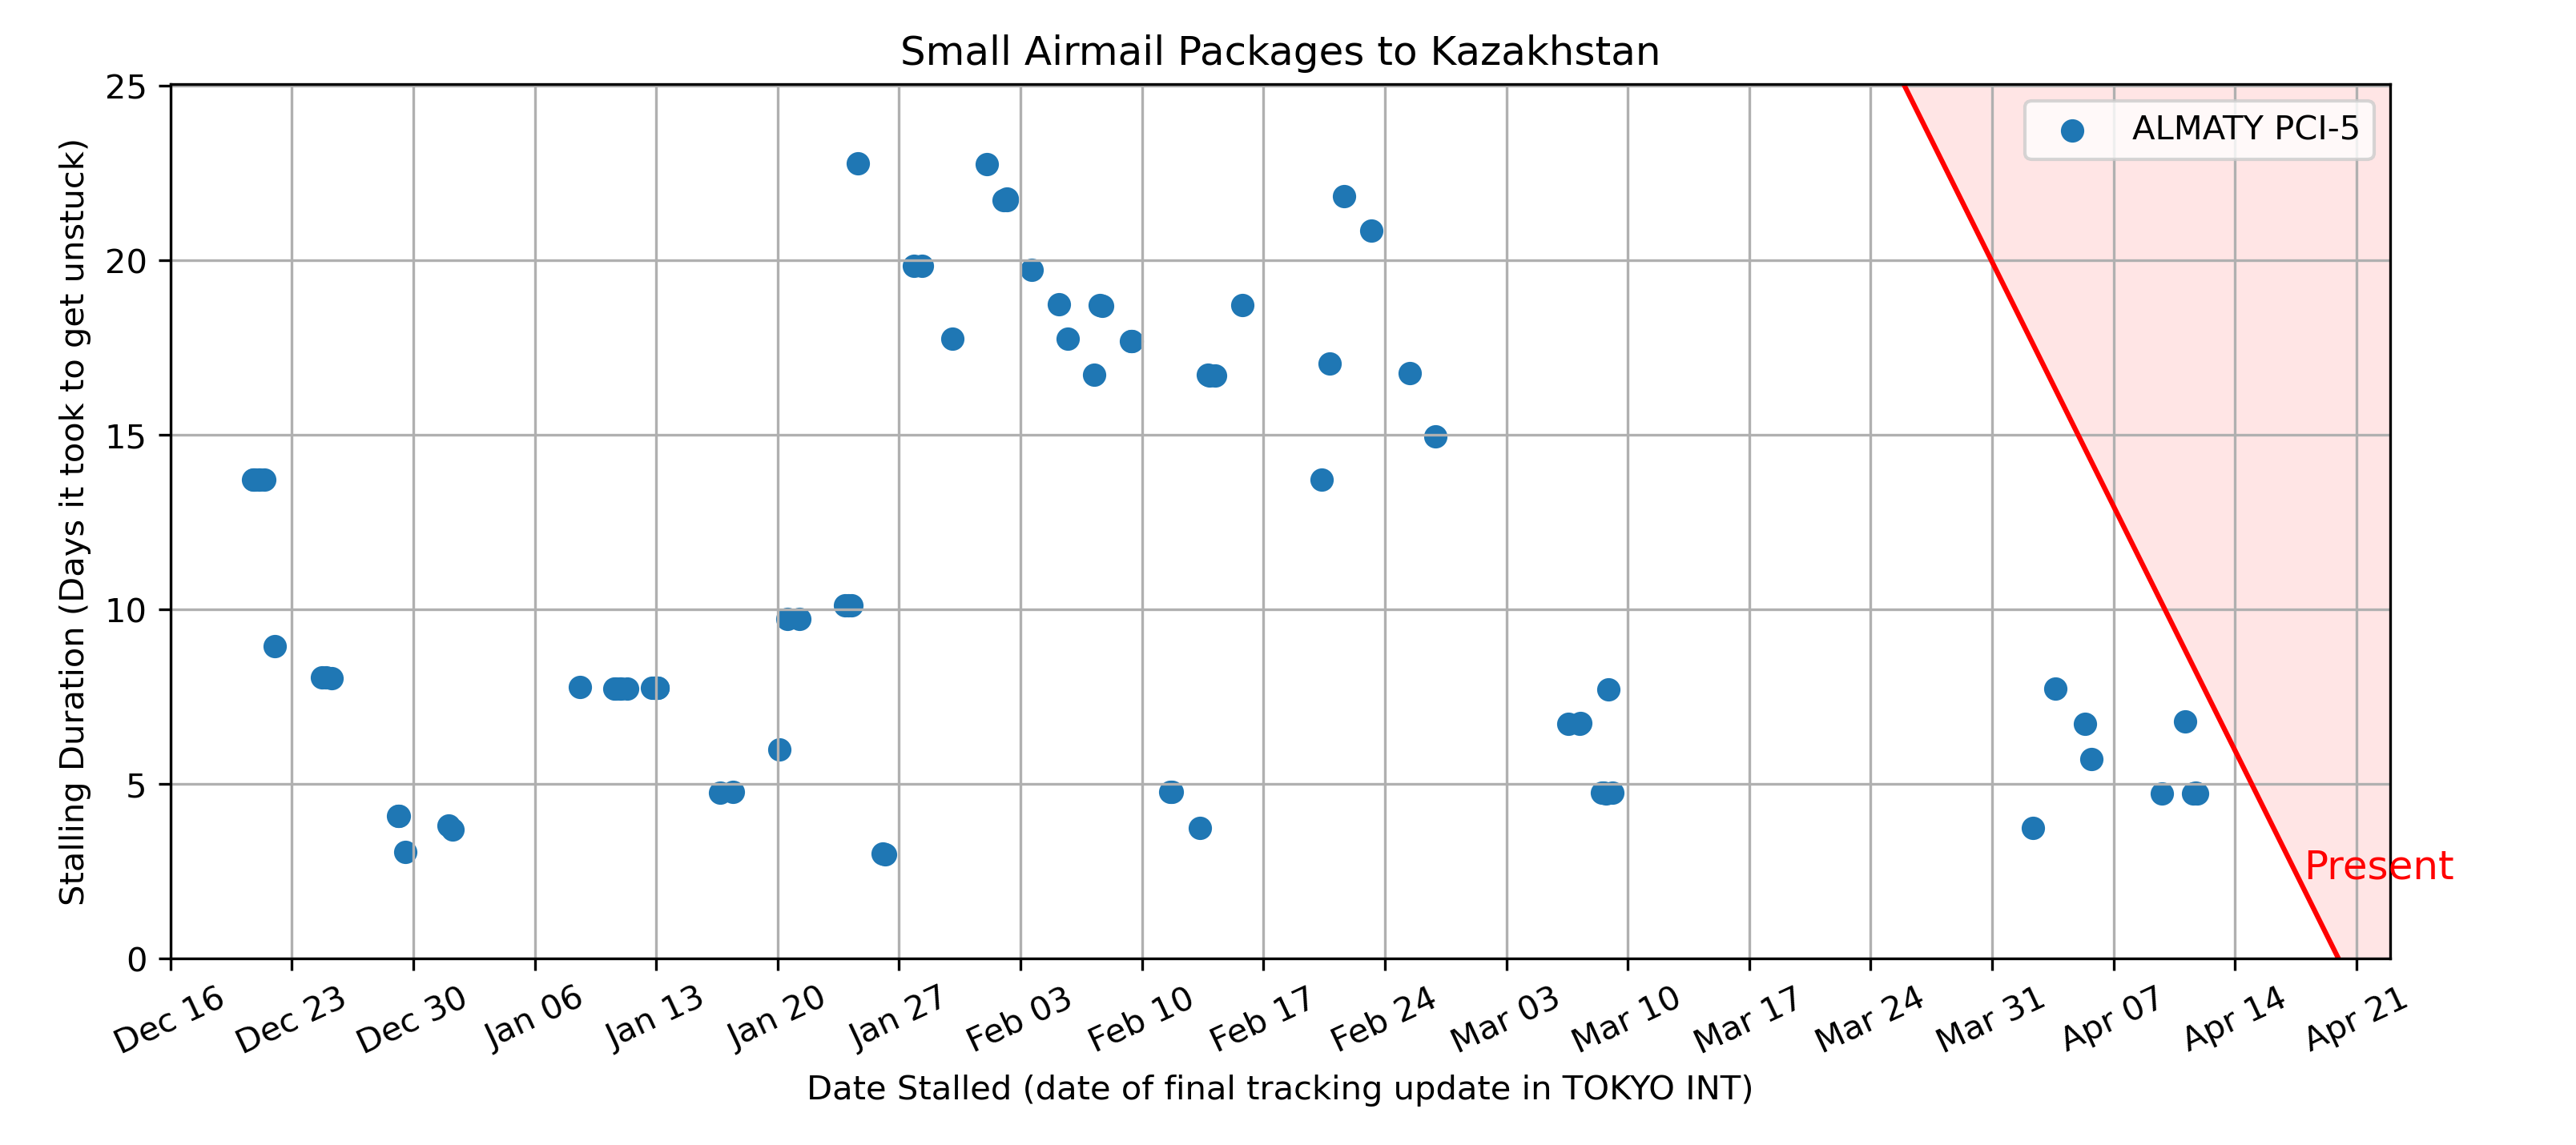 Small Airmail Packages to Kazakhstan
ALMATY PCI-5
Stalling Duration (Days it took to get unstuck)
25
20
15
10
5
0
Present
Dec 16
Dec 23
Dec 30
Jan 06
Jan 13
Jan 20
Jan 27
Feb 03
Feb 10
Feb 17
Feb 24
Mar 03
Mar 10
Mar 17
Mar 24
Mar 31
Apr 07
Apr 14
Apr 21
Date Stalled (date of final tracking update in TOKYO INT)